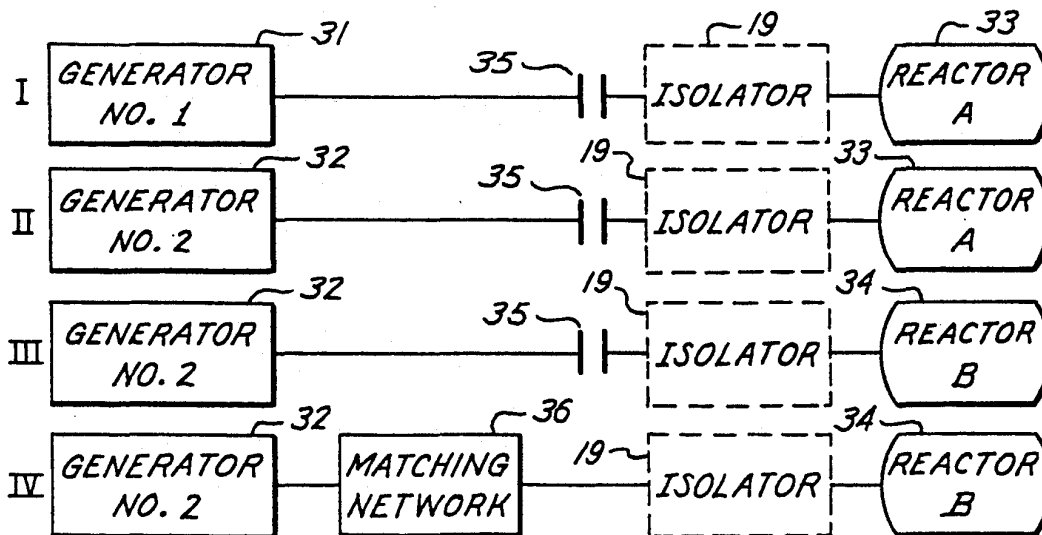 31 19 33
I GENERATOR NO. 1 35 ISOLATOR REACTOR A
32 19 33
II GENERATOR NO. 2 35 ISOLATOR REACTOR A
32 19 34
III GENERATOR NO. 2 35 ISOLATOR REACTOR B
32 36 19 34
IV GENERATOR NO. 2 MATCHING NETWORK ISOLATOR REACTOR B